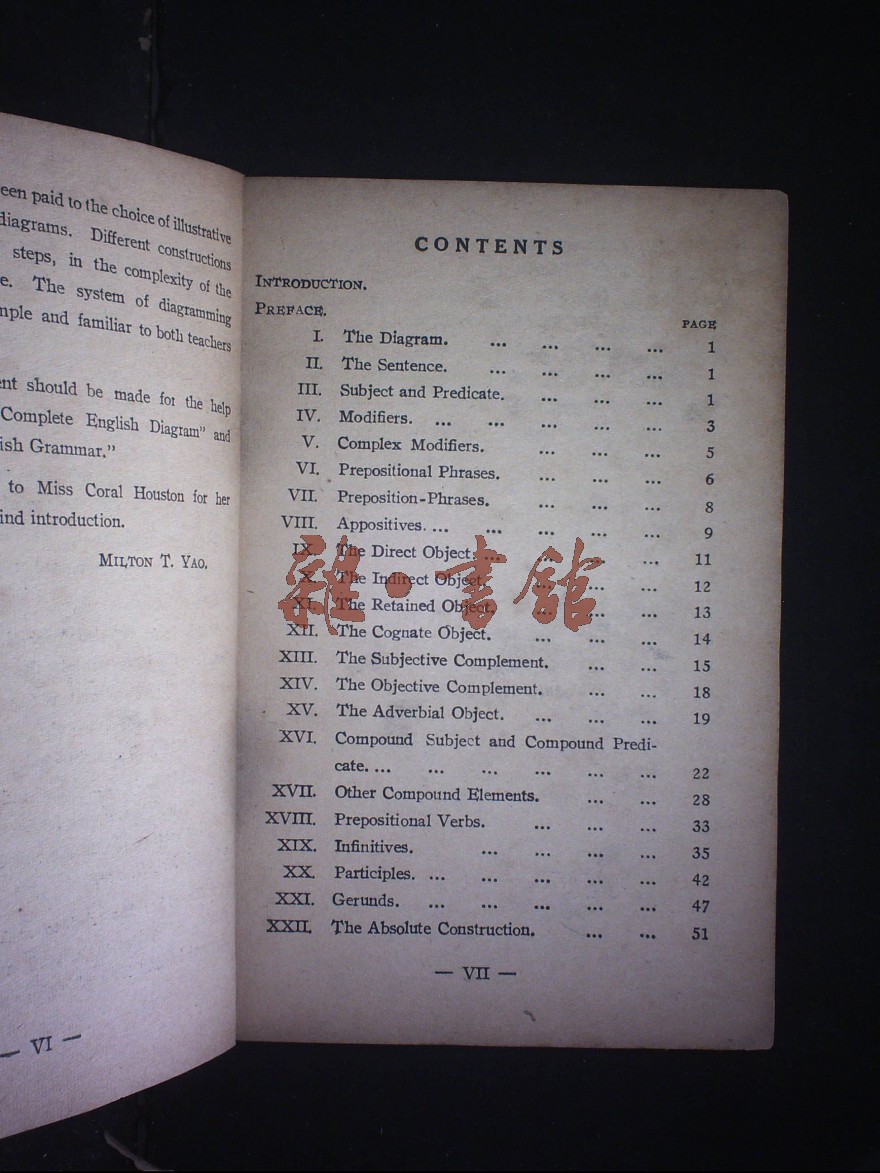 een paid to the choice of illustrative
diagrams. Different constructions
steps, in the complexity of the
e. The system of diagramming
mple and familiar to both teachers
ent should be made for the help
Complete English Diagram" and
ish Grammar."
to Miss Coral Houston for her
ind introduction.
MILTON T. YAO.
— VI —
CONTENTS
INTRODUCTION.
PREFACE.
PAGE
I. The Diagram. ... ... ... ... 1
II. The Sentence. ... ... ... ... 1
III. Subject and Predicate. ... ... ... 1
IV. Modifiers. ... ... ... ... ... 3
V. Complex Modifiers. ... ... ... 5
VI. Prepositional Phrases. ... ... ... 6
VII. Preposition-Phrases. ... ... ... 8
VIII. Appositives. ... ... ... ... ... 9
IX. The Direct Object. ... ... ... ... 11
X. The Indirect Object. ... ... ... 12
XI. The Retained Object. ... ... ... 13
XII. The Cognate Object. ... ... ... 14
XIII. The Subjective Complement. ... ... 15
XIV. The Objective Complement. ... ... 18
XV. The Adverbial Object. ... ... ... 19
XVI. Compound Subject and Compound Predi-
cate. ... ... ... ... ... ... 22
XVII. Other Compound Elements. ... ... 28
XVIII. Prepositional Verbs. ... ... ... 33
XIX. Infinitives. ... ... ... ... 35
XX. Participles. ... ... ... ... ... 42
XXI. Gerunds. ... ... ... ... ... 47
XXII. The Absolute Construction. ... ... 51
— VII —
雜·書館